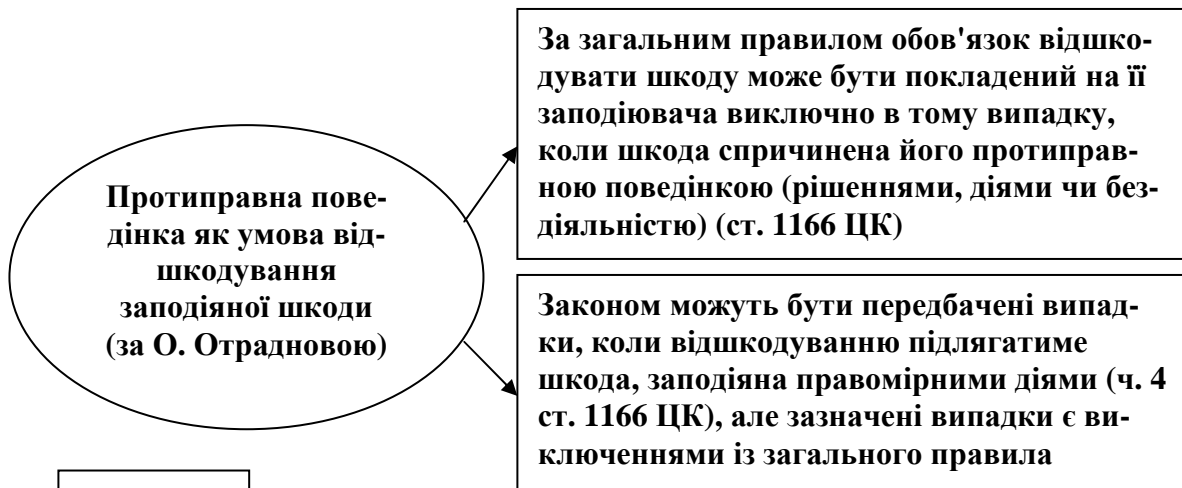 Протиправна пове-
дінка як умова від-
шкодування
заподіяної шкоди
(за О. Отрадновою)
За загальним правилом обов'язок відшко-
дувати шкоду може бути покладений на її
заподіювача виключно в тому випадку,
коли шкода спричинена його протиправ-
ною поведінкою (рішеннями, діями чи без-
діяльністю) (ст. 1166 ЦК)
Законом можуть бути передбачені випад-
ки, коли відшкодуванню підлягатиме
шкода, заподіяна правомірними діями (ч. 4
ст. 1166 ЦК), але зазначені випадки є ви-
ключеннями із загального правила